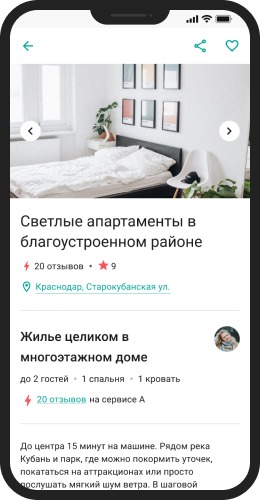 Светлые апартаменты в
благоустроенном районе
20 отзывов • 9
Краснодар, Старокубанская ул.
Жилье целиком в
многоэтажном доме
до 2 гостей • 1 спальня • 1 кровать
20 отзывов на сервисе А
До центра 15 минут на машине. Рядом река
Кубань и парк, где можно покормить уточек,
покататься на аттракционах или просто
послушать мягкий шум ветра. В шаговой